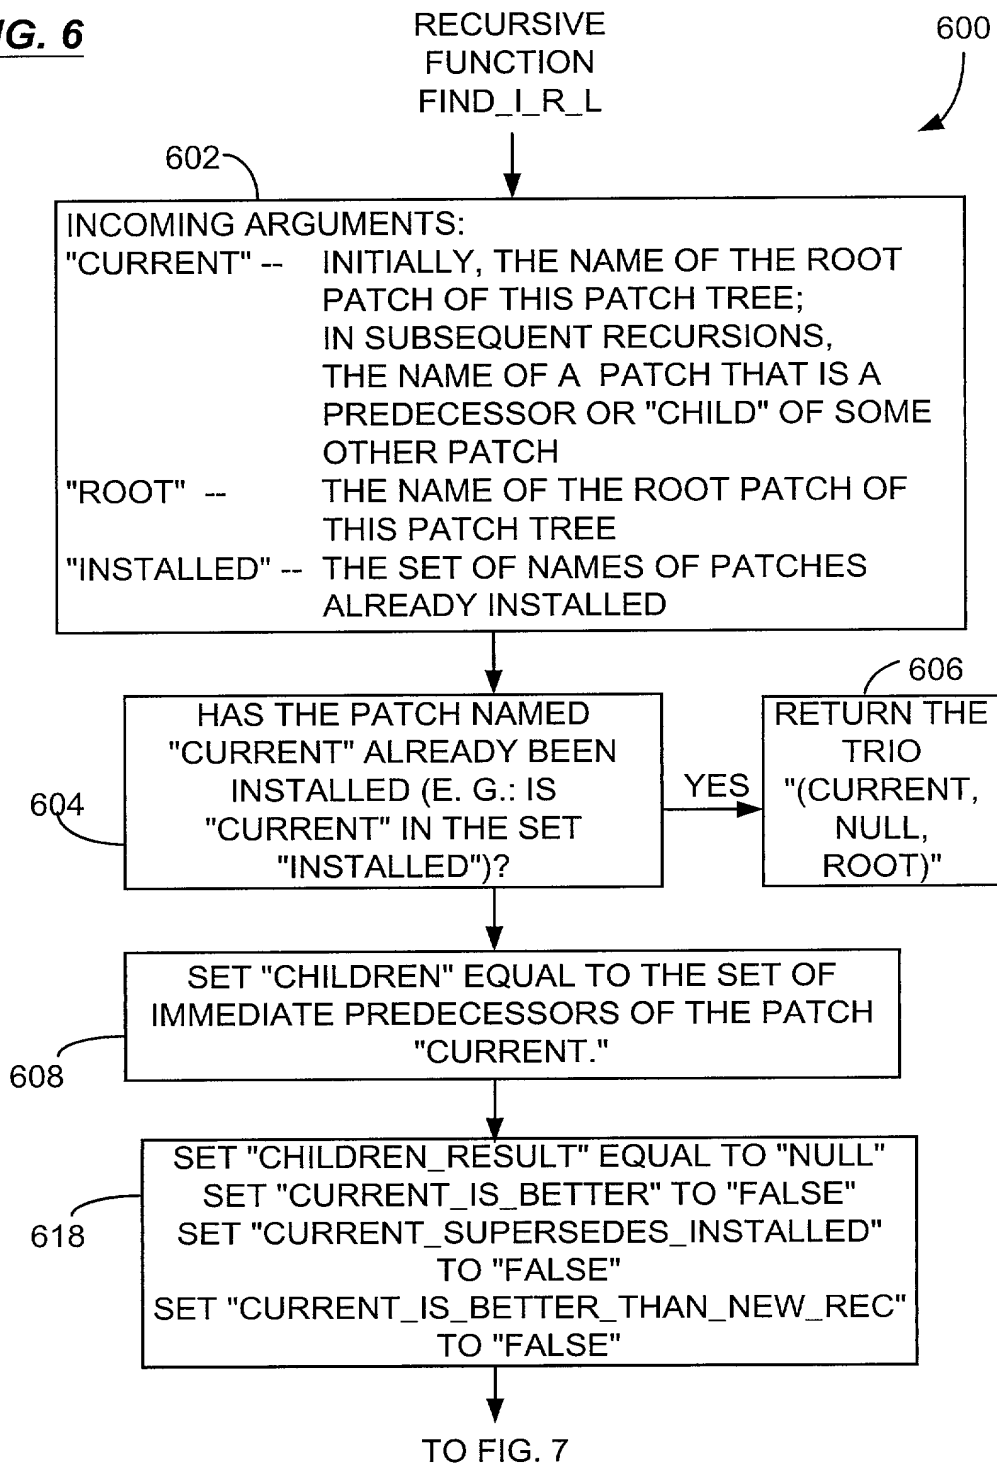 IG. 6
RECURSIVE
FUNCTION
FIND_I_R_L
600
602
INCOMING ARGUMENTS:
"CURRENT" -- INITIALLY, THE NAME OF THE ROOT
PATCH OF THIS PATCH TREE;
IN SUBSEQUENT RECURSIONS,
THE NAME OF A PATCH THAT IS A
PREDECESSOR OR "CHILD" OF SOME
OTHER PATCH
"ROOT" -- THE NAME OF THE ROOT PATCH OF
THIS PATCH TREE
"INSTALLED" -- THE SET OF NAMES OF PATCHES
ALREADY INSTALLED
604
HAS THE PATCH NAMED
"CURRENT" ALREADY BEEN
INSTALLED (E. G.: IS
"CURRENT" IN THE SET
"INSTALLED")?
YES
606
RETURN THE
TRIO
"(CURRENT,
NULL,
ROOT)"
608
SET "CHILDREN" EQUAL TO THE SET OF
IMMEDIATE PREDECESSORS OF THE PATCH
"CURRENT."
618
SET "CHILDREN_RESULT" EQUAL TO "NULL"
SET "CURRENT_IS_BETTER" TO "FALSE"
SET "CURRENT_SUPERSEDES_INSTALLED"
TO "FALSE"
SET "CURRENT_IS_BETTER_THAN_NEW_REC"
TO "FALSE"
TO FIG. 7